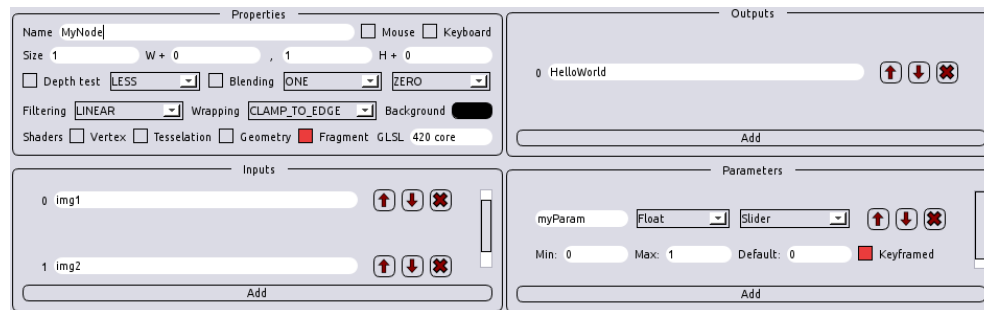 Properties
Name MyNode Mouse Keyboard
Size 1 W + 0 , 1 H + 0
Depth test LESS Blending ONE ZERO
Filtering LINEAR Wrapping CLAMP_TO_EDGE Background
Shaders Vertex Tesselation Geometry Fragment GLSL 420 core
Outputs
0 HelloWorld
Add
Inputs
0 img1
1 img2
Add
Parameters
myParam Float Slider
Min: 0 Max: 1 Default: 0 Keyframed
Add